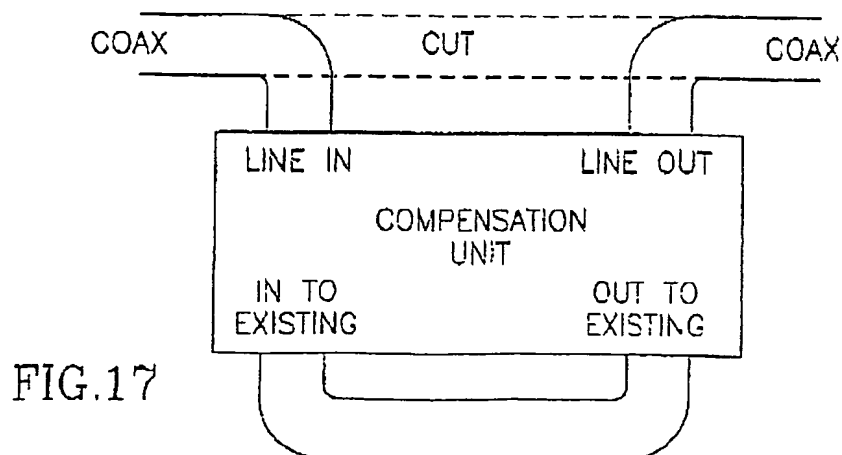 COAX
CUT
COAX
LINE IN
LINE OUT
COMPENSATION
UNIT
IN TO
EXISTING
OUT TO
EXISTING
FIG.17